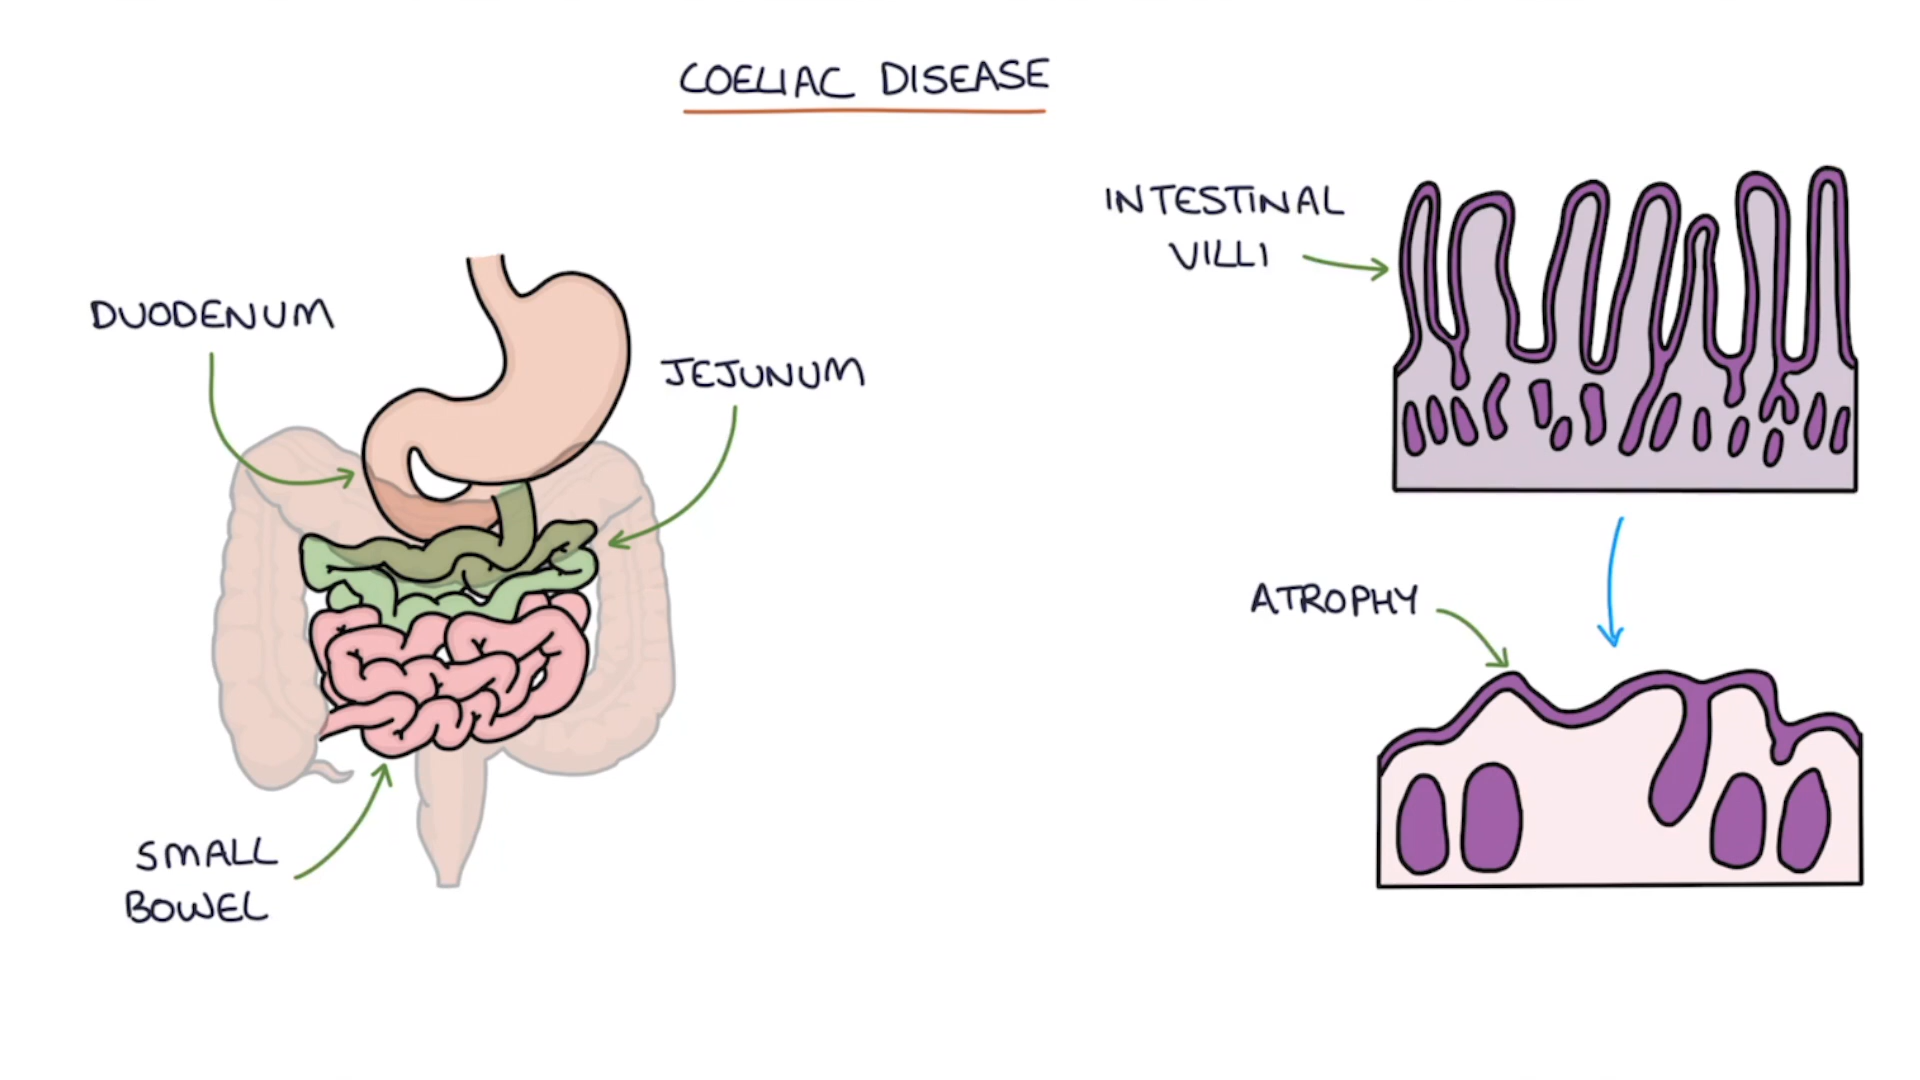 COELIAC DISEASE
DUODENUM
JEJUNUM
SMALL
BOWEL
INTESTINAL
VILLI
ATROPHY